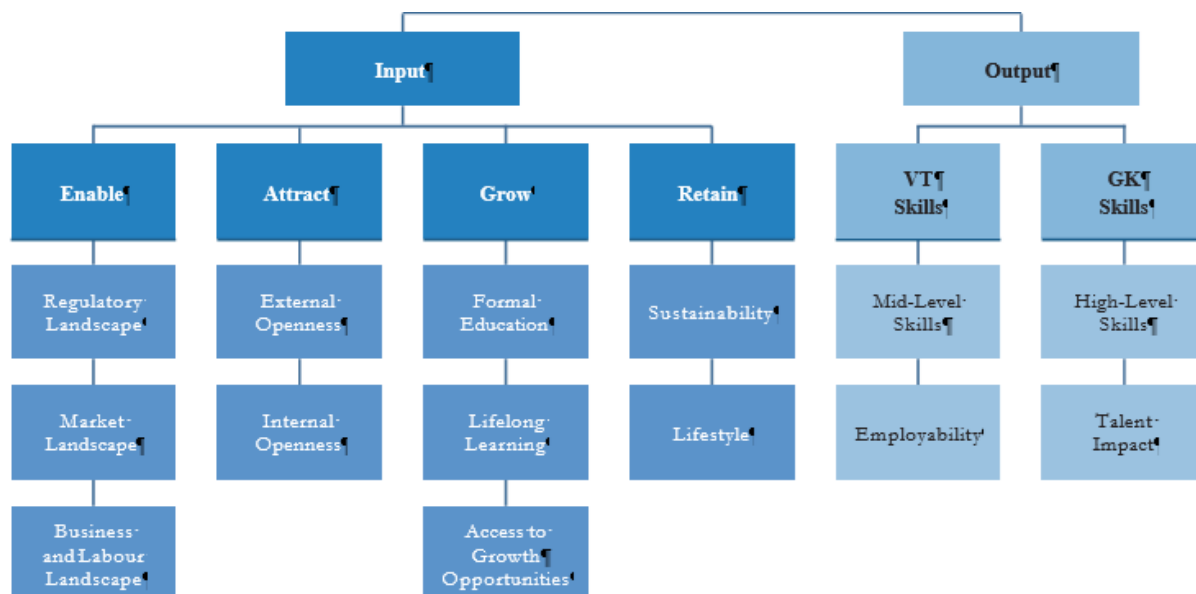 Input¶
Output¶
Enable¶
Attract¶
Grow
Retain¶
VT¶
Skills¶
GK¶
Skills¶
Regulatory
Landscape
External
Openness¶
Formal
Education¶
Sustainability
Mid-Level
Skills¶
High-Level
Skills¶
Market
Landscape¶
Internal
Openness¶
Lifelong
Learning
Lifestyle
Employability
Talent
Impact¶
Business
and Labour
Landscape¶
Access to
Growth¶
Opportunities